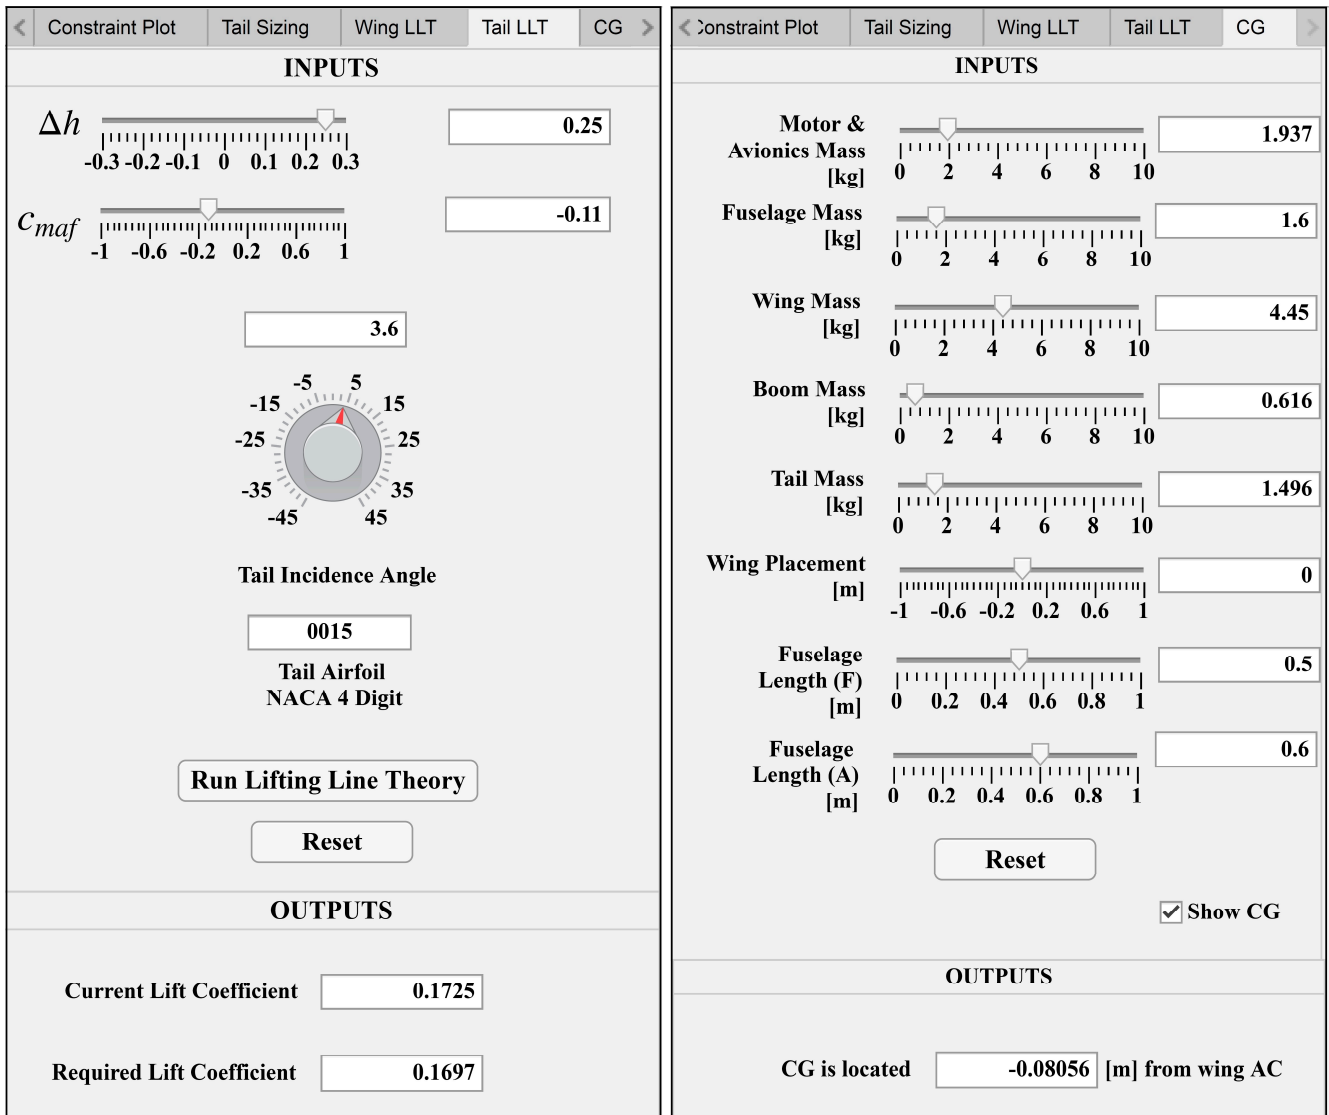 Constraint Plot Tail Sizing Wing LLT Tail LLT CG
INPUTS
Δh
0.25
-0.3 -0.2 -0.1 0 0.1 0.2 0.3
c_maf
-0.11
-1 -0.6 -0.2 0.2 0.6 1
3.6
-5 5
-15 15
-25 25
-35 35
-45 45
Tail Incidence Angle
0015
Tail Airfoil
NACA 4 Digit
Run Lifting Line Theory
Reset
OUTPUTS
Current Lift Coefficient 0.1725
Required Lift Coefficient 0.1697
Constraint Plot Tail Sizing Wing LLT Tail LLT CG
INPUTS
Motor &
Avionics Mass
[kg]
1.937
0 2 4 6 8 10
Fuselage Mass
[kg]
1.6
0 2 4 6 8 10
Wing Mass
[kg]
4.45
0 2 4 6 8 10
Boom Mass
[kg]
0.616
0 2 4 6 8 10
Tail Mass
[kg]
1.496
0 2 4 6 8 10
Wing Placement
[m]
0
-1 -0.6 -0.2 0.2 0.6 1
Fuselage
Length (F)
[m]
0.5
0 0.2 0.4 0.6 0.8 1
Fuselage
Length (A)
[m]
0.6
0 0.2 0.4 0.6 0.8 1
Reset
Show CG
OUTPUTS
CG is located -0.08056 [m] from wing AC